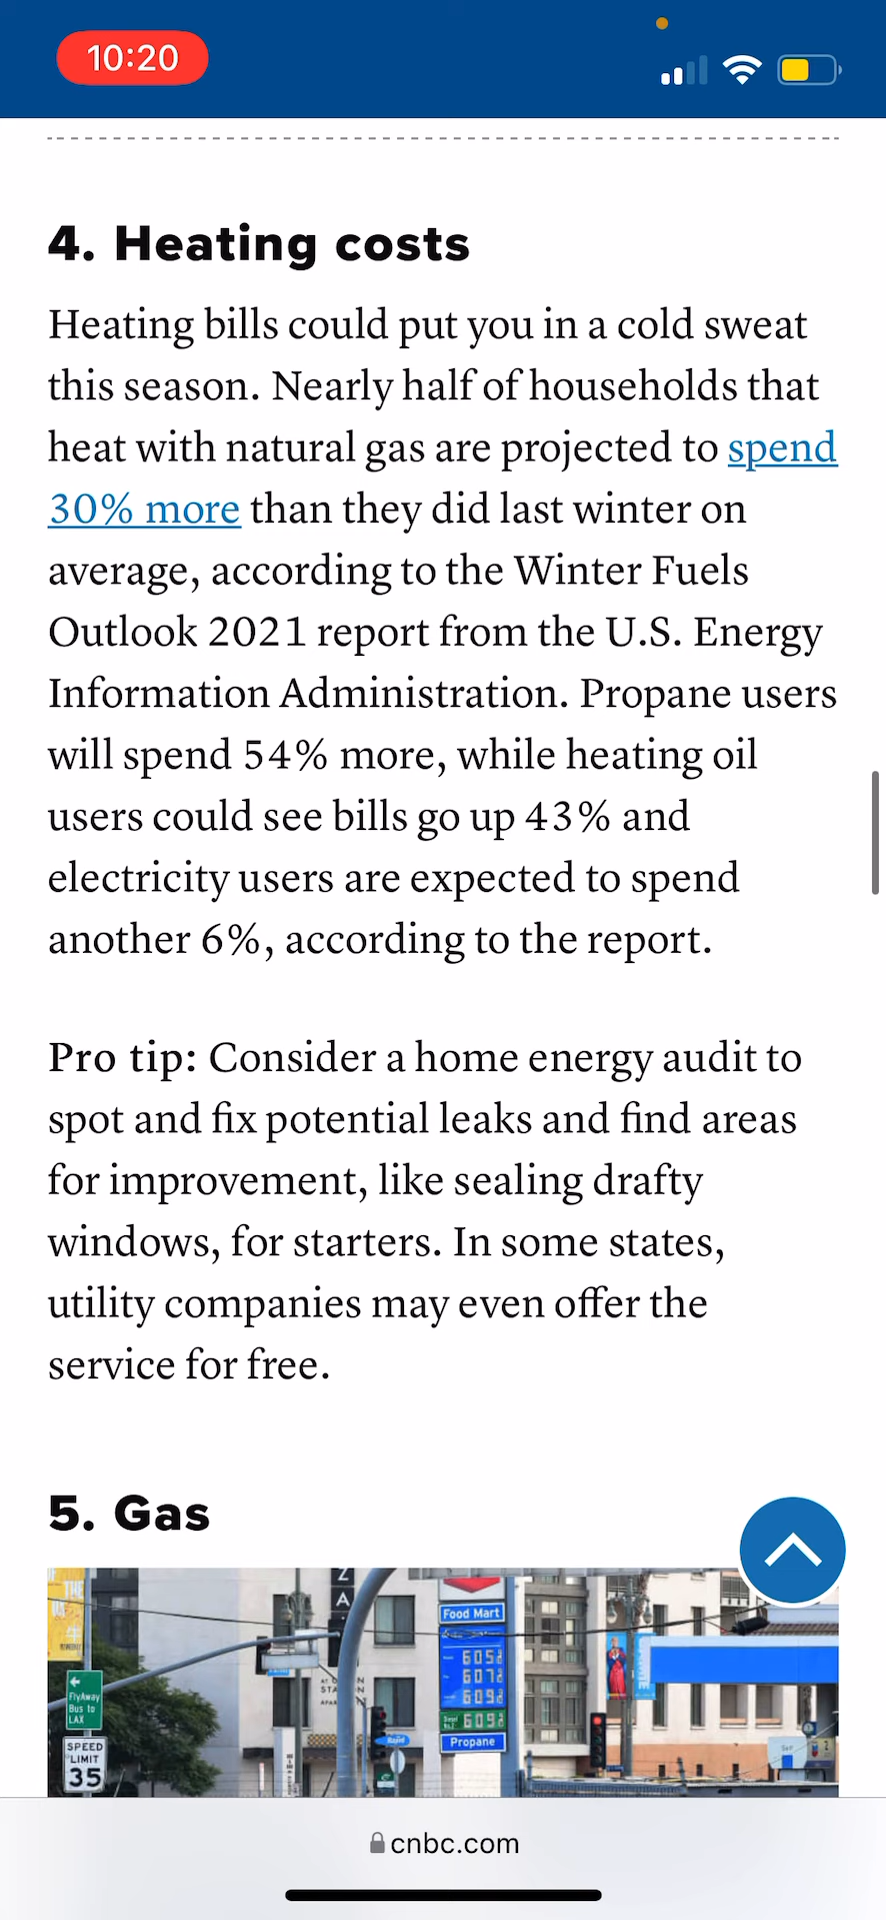 10:20
4. Heating costs
Heating bills could put you in a cold sweat
this season. Nearly half of households that
heat with natural gas are projected to spend
30% more than they did last winter on
average, according to the Winter Fuels
Outlook 2021 report from the U.S. Energy
Information Administration. Propane users
will spend 54% more, while heating oil
users could see bills go up 43% and
electricity users are expected to spend
another 6%, according to the report.
Pro tip: Consider a home energy audit to
spot and fix potential leaks and find areas
for improvement, like sealing drafty
windows, for starters. In some states,
utility companies may even offer the
service for free.
5. Gas
Z
A
Food Mart
FlyAway
Bus to
LAX
Propane
Rapid
SPEED
LIMIT
35
cnbc.com